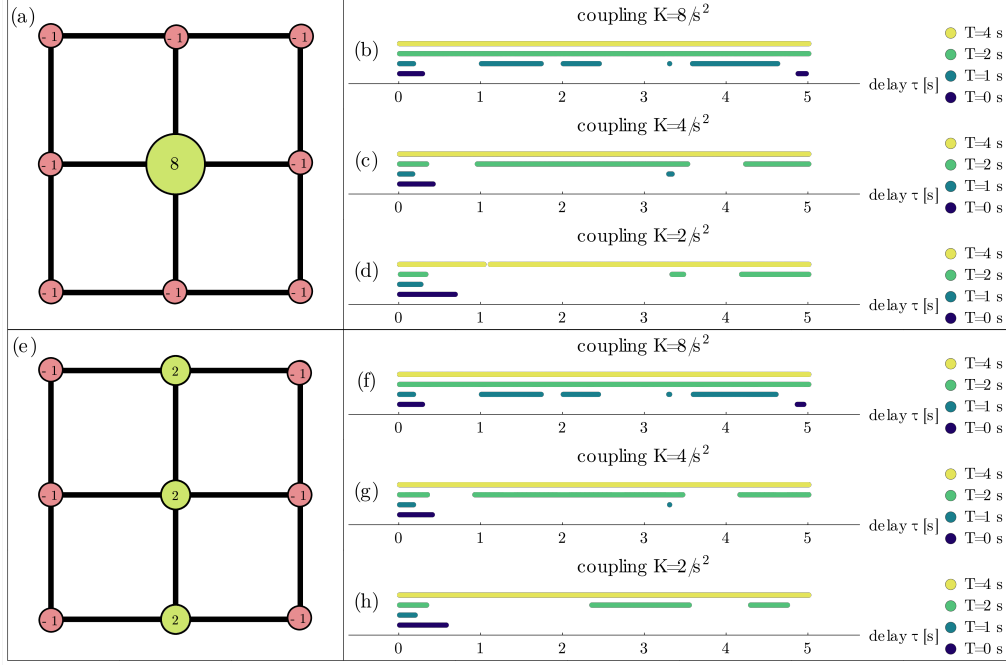 (a)
- 1
- 1
- 1
- 1
8
- 1
- 1
- 1
- 1
coupling K=8/s²
(b)
0 1 2 3 4 5
delay τ [s]
T=4 s
T=2 s
T=1 s
T=0 s
coupling K=4/s²
(c)
0 1 2 3 4 5
delay τ [s]
T=4 s
T=2 s
T=1 s
T=0 s
coupling K=2/s²
(d)
0 1 2 3 4 5
delay τ [s]
T=4 s
T=2 s
T=1 s
T=0 s
(e)
- 1
2
- 1
- 1
2
- 1
- 1
2
- 1
coupling K=8/s²
(f)
0 1 2 3 4 5
delay τ [s]
T=4 s
T=2 s
T=1 s
T=0 s
coupling K=4/s²
(g)
0 1 2 3 4 5
delay τ [s]
T=4 s
T=2 s
T=1 s
T=0 s
coupling K=2/s²
(h)
0 1 2 3 4 5
delay τ [s]
T=4 s
T=2 s
T=1 s
T=0 s